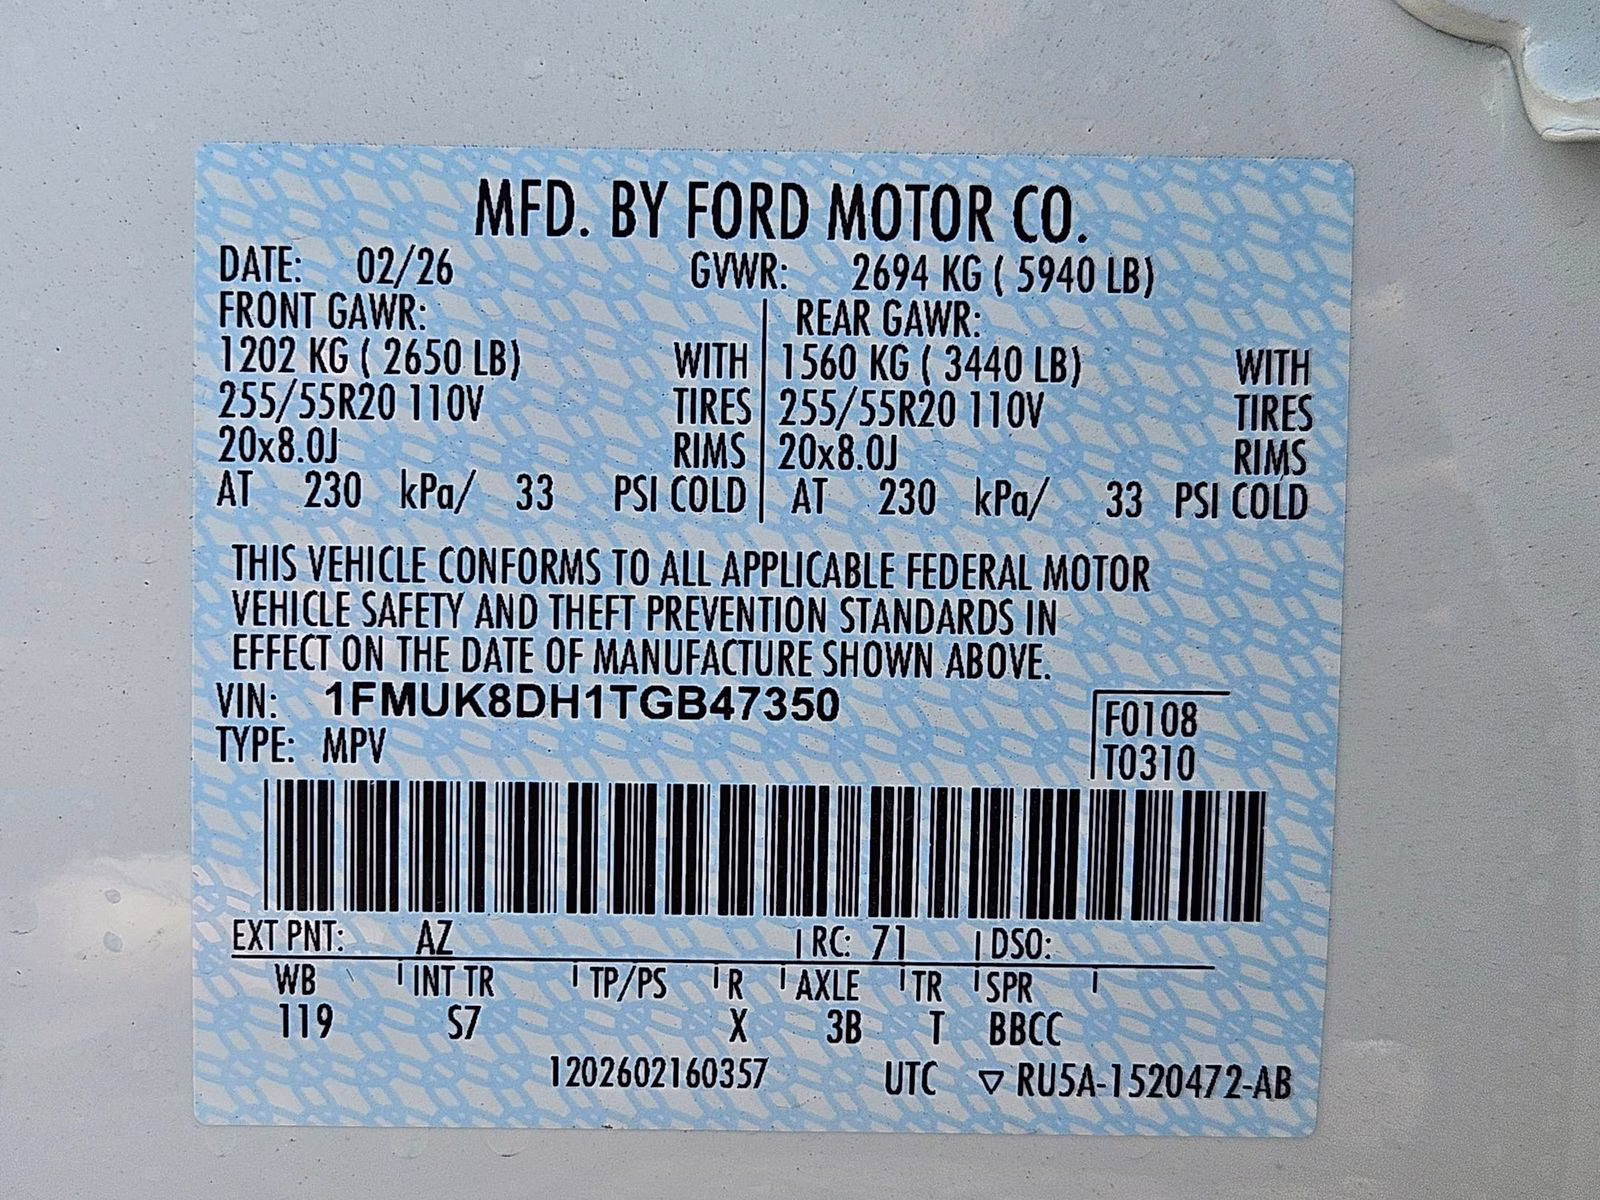 MFD. BY FORD MOTOR CO.
DATE: 02/26 GVWR: 2694 KG ( 5940 LB)
FRONT GAWR: REAR GAWR:
1202 KG ( 2650 LB) WITH 1560 KG ( 3440 LB) WITH
255/55R20 110V TIRES 255/55R20 110V TIRES
20x8.0J RIMS 20x8.0J RIMS
AT 230 kPa/ 33 PSI COLD AT 230 kPa/ 33 PSI COLD
THIS VEHICLE CONFORMS TO ALL APPLICABLE FEDERAL MOTOR
VEHICLE SAFETY AND THEFT PREVENTION STANDARDS IN
EFFECT ON THE DATE OF MANUFACTURE SHOWN ABOVE.
VIN: 1FMUK8DH1TGB47350 F0108
TYPE: MPV T0310
EXT PNT: AZ RC: 71 DSO:
WB INT TR TP/PS R AXLE TR SPR
119 S7 X 3B T BBCC
1202602160357 UTC ▽ RU5A-1520472-AB